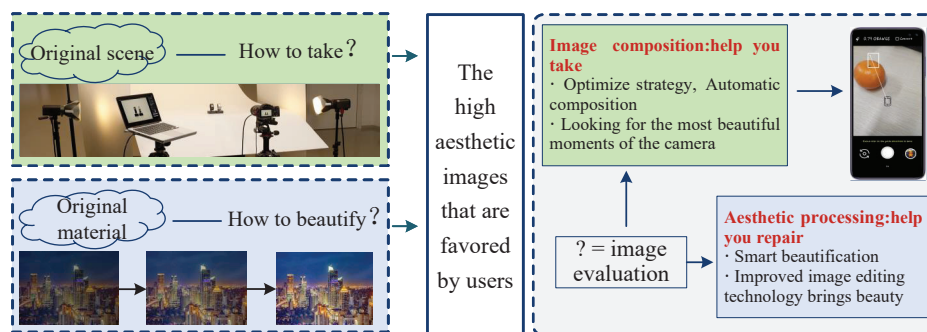 Original scene
How to take?
Original
material
How to beautify?
The
high
aesthetic
images
that are
favored
by users
Image composition:help you
take
· Optimize strategy, Automatic
composition
· Looking for the most beautiful
moments of the camera
? = image
evaluation
Aesthetic processing:help
you repair
· Smart beautification
· Improved image editing
technology brings beauty